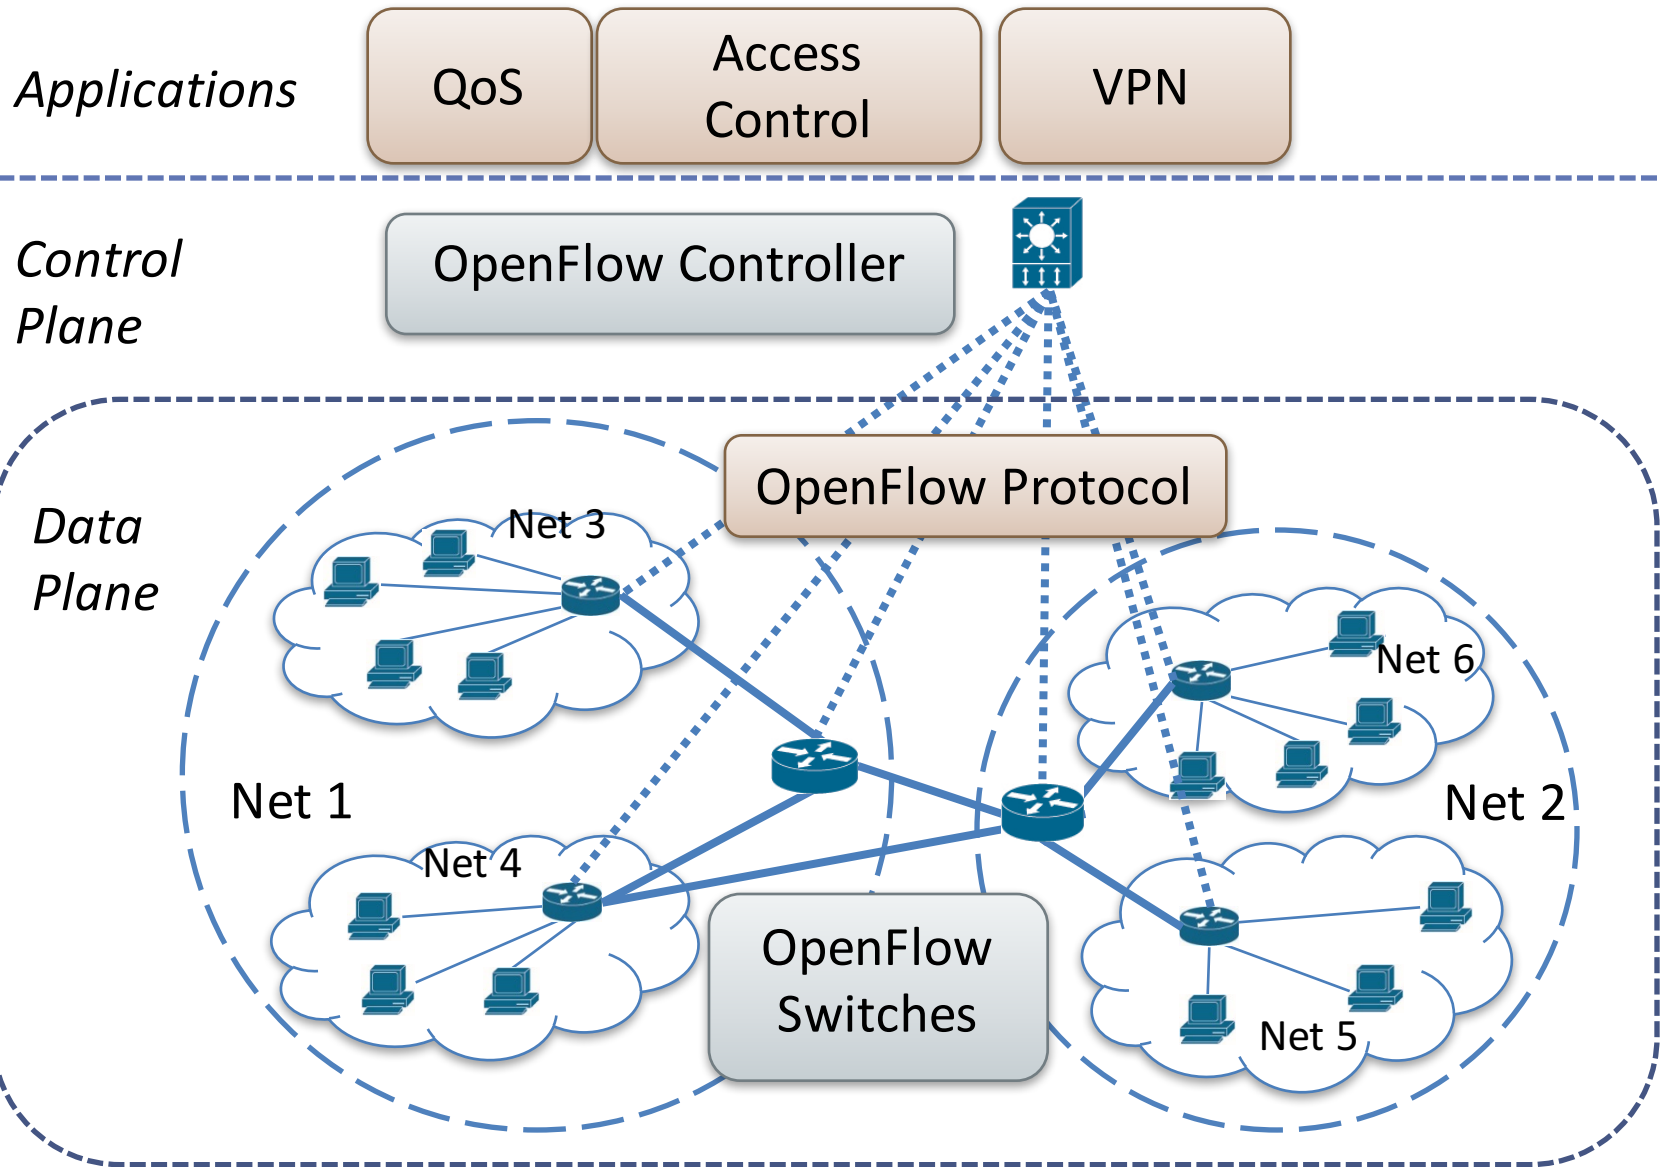 Applications
QoS
Access
Control
VPN
Control
Plane
OpenFlow Controller
OpenFlow Protocol
Data
Plane
Net 3
Net 6
Net 1
Net 2
Net 4
OpenFlow
Switches
Net 5